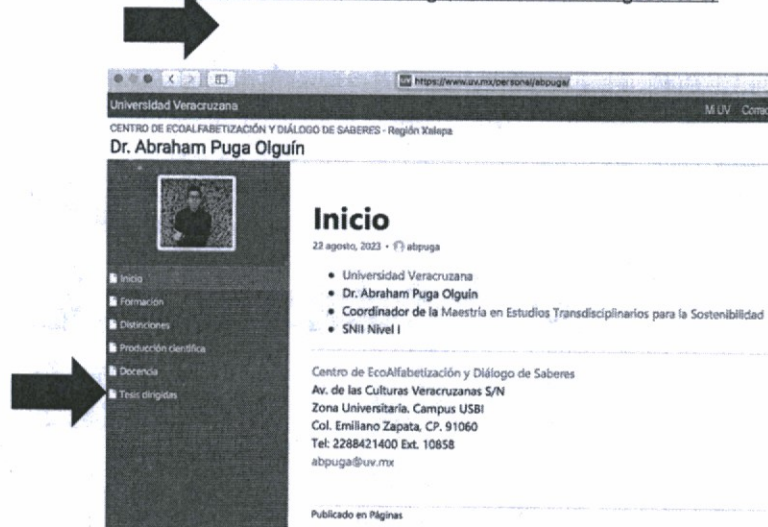 https://www.uv.mx/personal/abpuga/
Universidad Veracruzana
Mi UV
CENTRO DE ECOALFABETIZACIÓN Y DIÁLOGO DE SABERES - Región Xalapa
Dr. Abraham Puga Olguín
Inicio
Formación
Distinciones
Producción científica
Docencia
Tesis dirigidas
Inicio
22 agosto, 2023 • abpuga
• Universidad Veracruzana
• Dr. Abraham Puga Olguín
• Coordinador de la Maestría en Estudios Transdisciplinarios para la Sostenibilidad
• SNII Nivel I
Centro de EcoAlfabetización y Diálogo de Saberes
Av. de las Culturas Veracruzanas S/N
Zona Universitaria. Campus USBI
Col. Emiliano Zapata, CP. 91060
Tel: 2288421400 Ext. 10858
abpuga@uv.mx
Publicado en Páginas